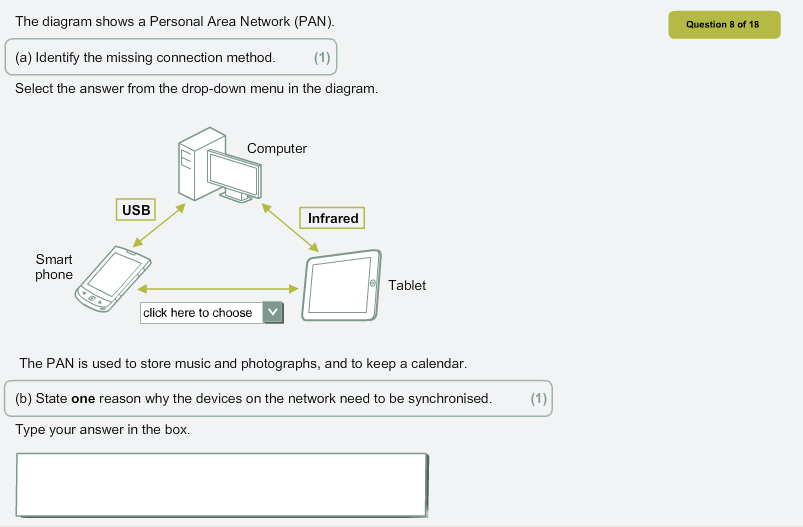 The diagram shows a Personal Area Network (PAN).
Question 8 of 18
(a) Identify the missing connection method. (1)
Select the answer from the drop-down menu in the diagram.
Computer
USB
Infrared
Smart
phone
Tablet
click here to choose
The PAN is used to store music and photographs, and to keep a calendar.
(b) State one reason why the devices on the network need to be synchronised. (1)
Type your answer in the box.